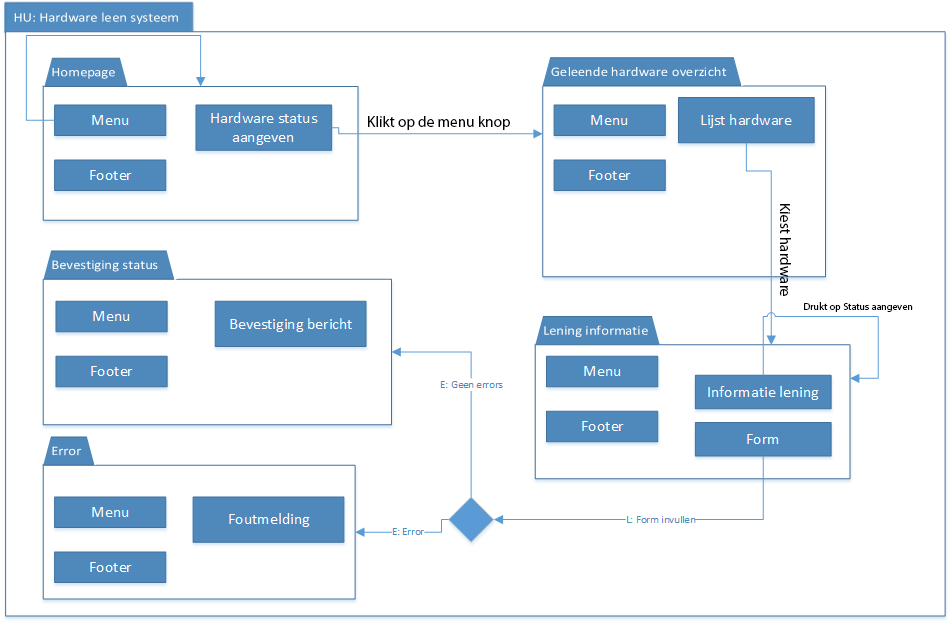 HU: Hardware leen systeem
Homepage
Menu
Hardware status
aangeven
Footer
Klikt op de menu knop
Geleende hardware overzicht
Menu
Lijst hardware
Footer
Kiest hardware
Bevestiging status
Menu
Bevestiging bericht
Footer
Drukt op Status aangeven
Lening informatie
Menu
Informatie lening
Footer
Form
E: Geen errors
Error
Menu
Foutmelding
Footer
E: Error
L: Form invullen